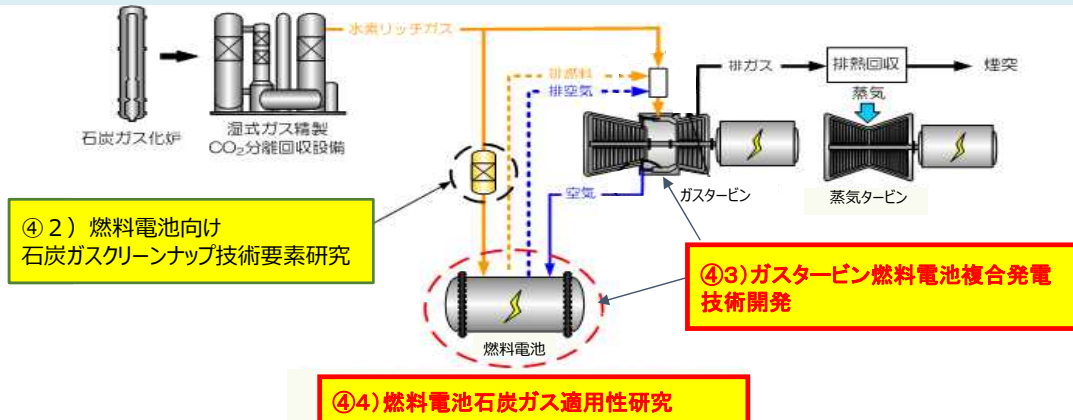 水素リッチガス
排燃料
排空気
排ガス
排熱回収
煙突
蒸気
石炭ガス化炉
湿式ガス精製
CO₂分離回収設備
空気
ガスタービン
蒸気タービン
④２）燃料電池向け
石炭ガスクリーンナップ技術要素研究
④3)ガスタービン燃料電池複合発電
技術開発
燃料電池
④4)燃料電池石炭ガス適用性研究